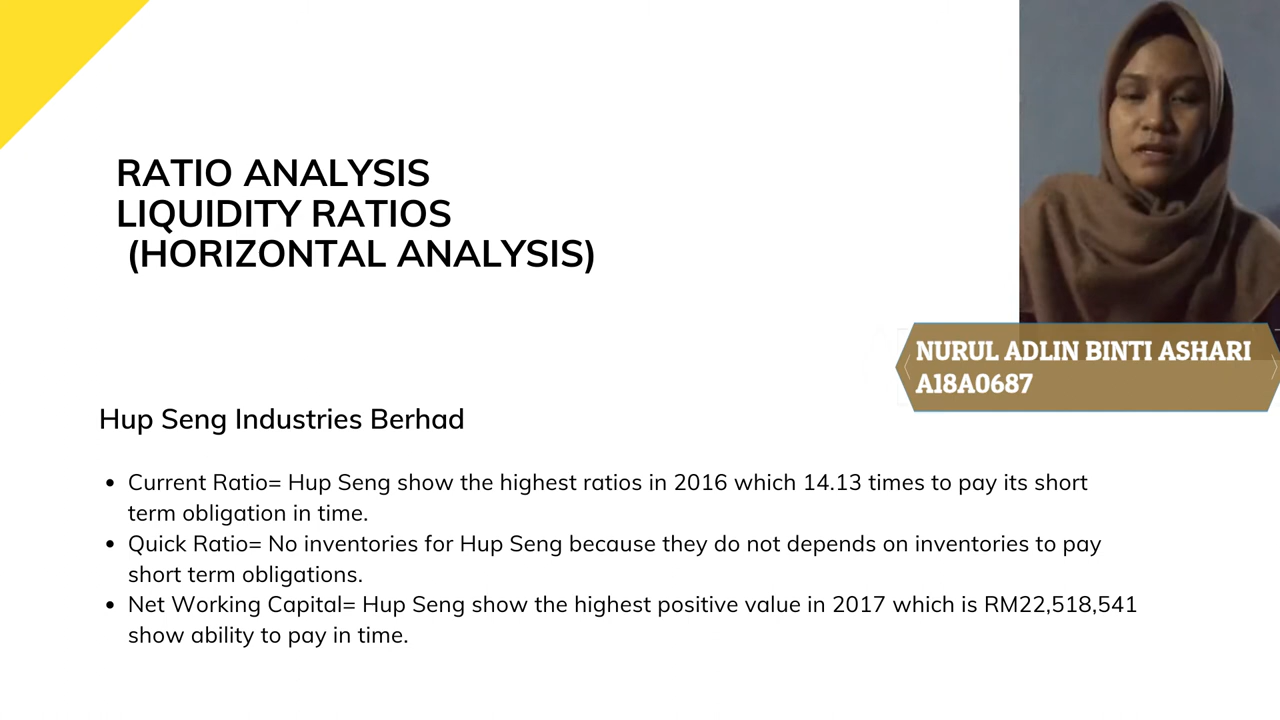 RATIO ANALYSIS
LIQUIDITY RATIOS
(HORIZONTAL ANALYSIS)
NURUL ADLIN BINTI ASHARI
A18A0687
Hup Seng Industries Berhad
• Current Ratio= Hup Seng show the highest ratios in 2016 which 14.13 times to pay its short
term obligation in time.
• Quick Ratio= No inventories for Hup Seng because they do not depends on inventories to pay
short term obligations.
• Net Working Capital= Hup Seng show the highest positive value in 2017 which is RM22,518,541
show ability to pay in time.